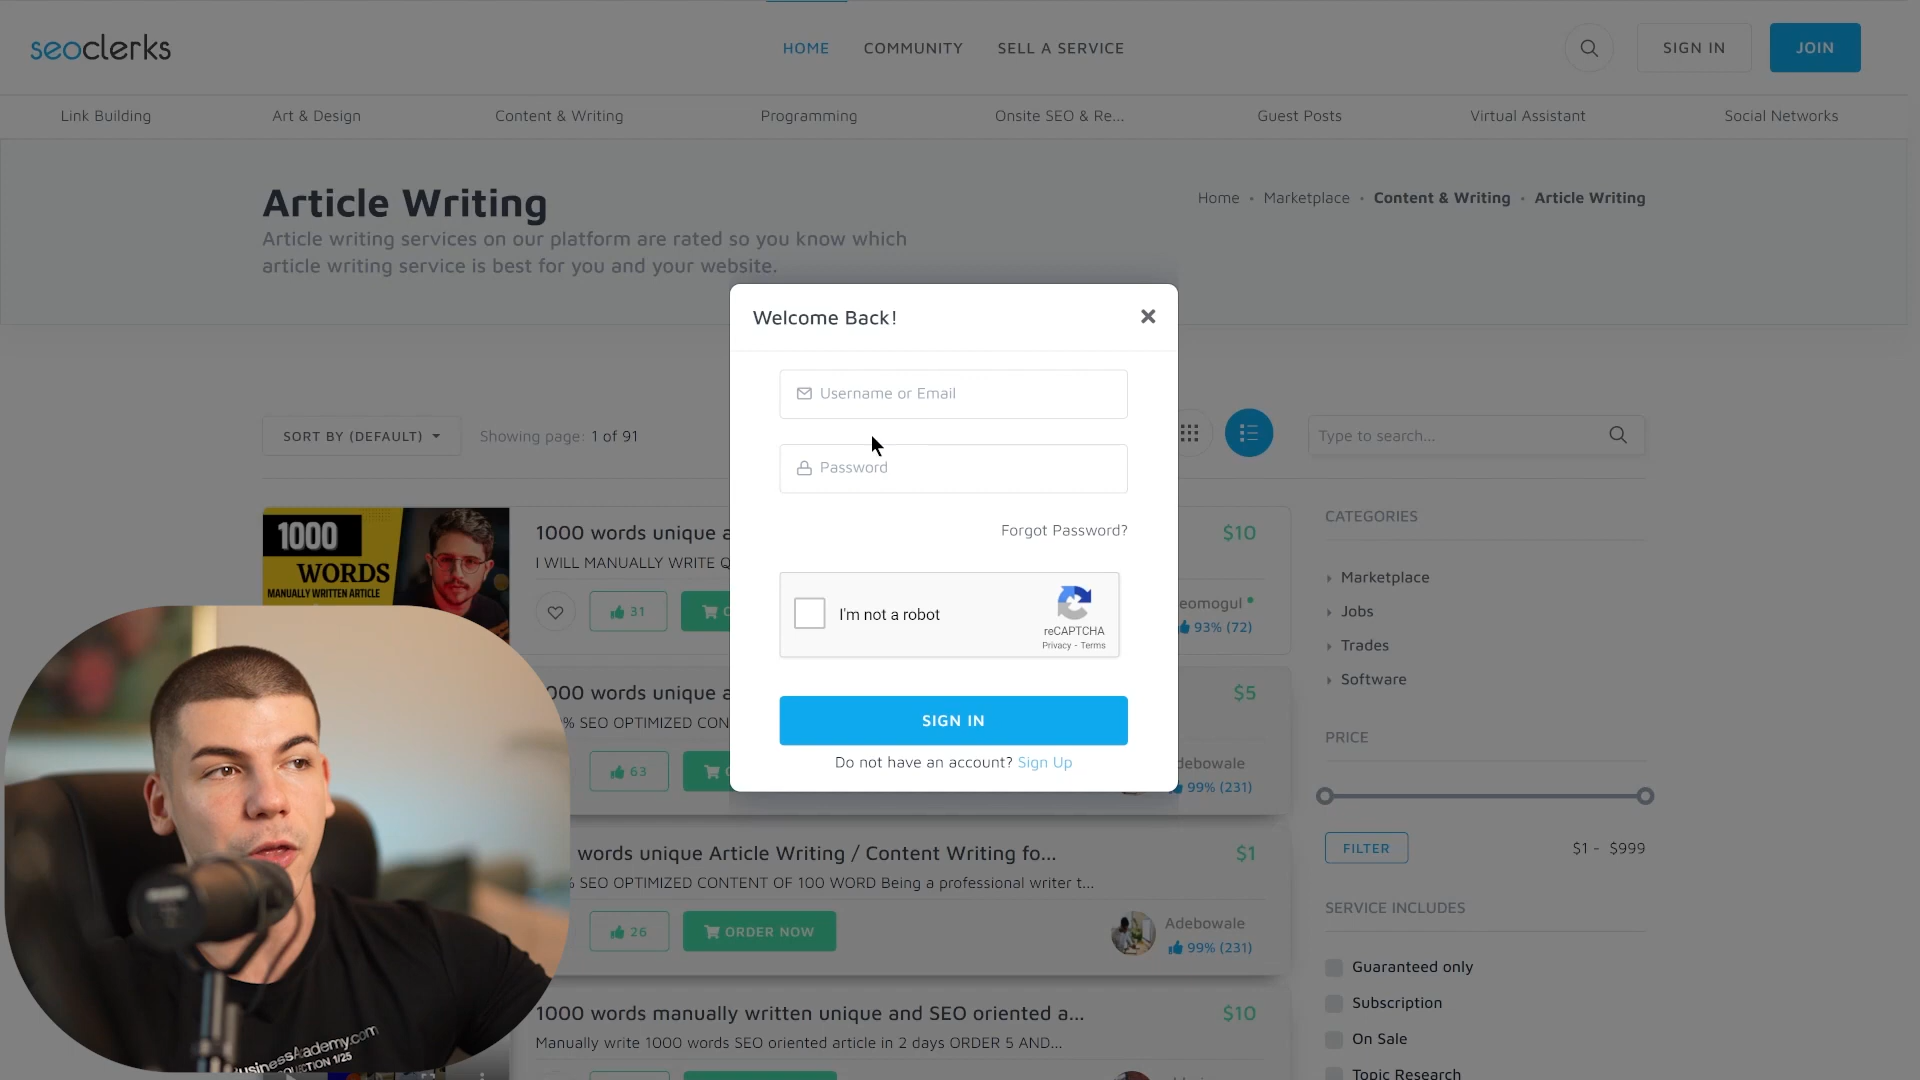 seoclerks
HOME
COMMUNITY
SELL A SERVICE
SIGN IN
JOIN
Link Building
Art & Design
Content & Writing
Programming
Onsite SEO & Re...
Guest Posts
Virtual Assistant
Social Networks
Article Writing
Article writing services on our platform are rated so you know which
article writing service is best for you and your website.
Home • Marketplace • Content & Writing • Article Writing
Welcome Back!
Username or Email
Password
Forgot Password?
I'm not a robot
reCAPTCHA
Privacy - Terms
SIGN IN
Do not have an account? Sign Up
SORT BY (DEFAULT)
Showing page: 1 of 91
Type to search...
1000
WORDS
MANUALLY WRITTEN ARTICLE
1000 words unique a
$10
I WILL MANUALLY WRITE Q
31
eomogul
93% (72)
000 words unique a
$5
% SEO OPTIMIZED CON
63
debowale
99% (231)
words unique Article Writing / Content Writing fo...
$1
% SEO OPTIMIZED CONTENT OF 100 WORD Being a professional writer t...
26
ORDER NOW
Adebowale
99% (231)
1000 words manually written unique and SEO oriented a...
$10
Manually write 1000 words SEO oriented article in 2 days ORDER 5 AND...
CATEGORIES
Marketplace
Jobs
Trades
Software
PRICE
FILTER
$1 - $999
SERVICE INCLUDES
Guaranteed only
Subscription
On Sale
Topic Research